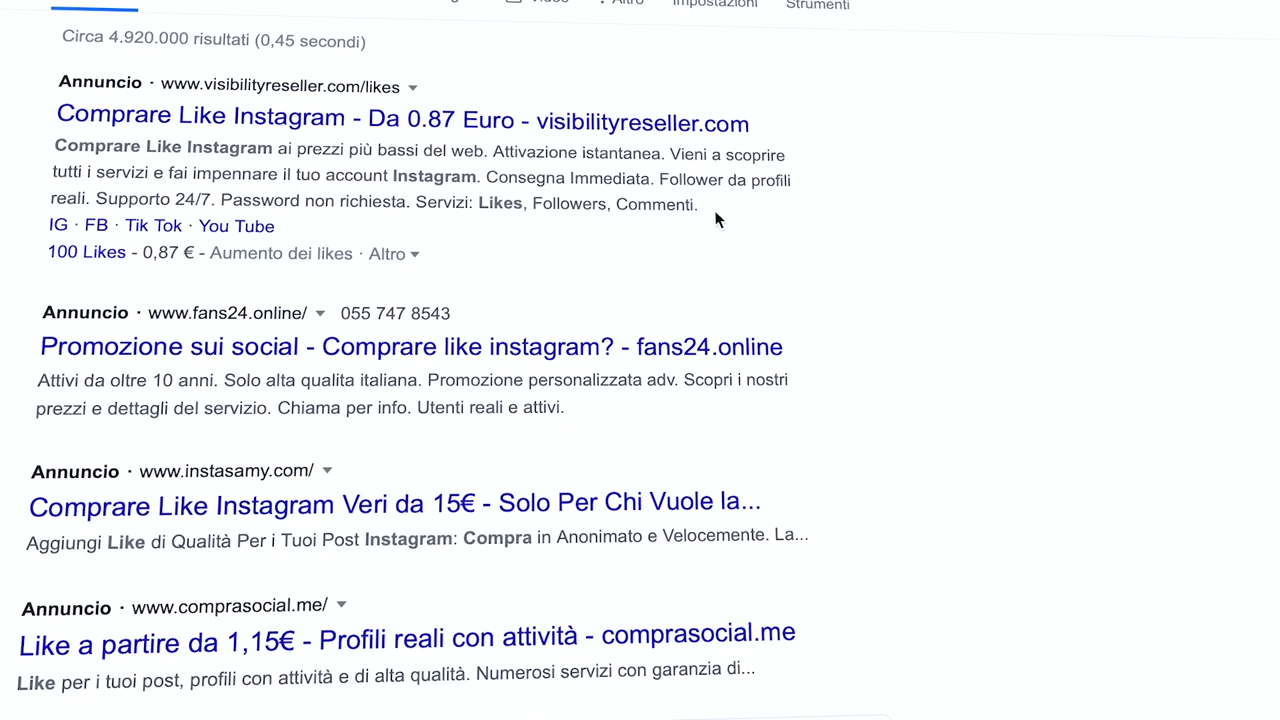 Altro Impostazioni Strumenti
Circa 4.920.000 risultati (0,45 secondi)
Annuncio · www.visibilityreseller.com/likes
Comprare Like Instagram - Da 0.87 Euro - visibilityreseller.com
Comprare Like Instagram ai prezzi più bassi del web. Attivazione istantanea. Vieni a scoprire
tutti i servizi e fai impennare il tuo account Instagram. Consegna Immediata. Follower da profili
reali. Supporto 24/7. Password non richiesta. Servizi: Likes, Followers, Commenti.
IG · FB · Tik Tok · You Tube
100 Likes - 0,87 € - Aumento dei likes · Altro
Annuncio · www.fans24.online/ 055 747 8543
Promozione sui social - Comprare like instagram? - fans24.online
Attivi da oltre 10 anni. Solo alta qualita italiana. Promozione personalizzata adv. Scopri i nostri
prezzi e dettagli del servizio. Chiama per info. Utenti reali e attivi.
Annuncio · www.instasamy.com/
Comprare Like Instagram Veri da 15€ - Solo Per Chi Vuole la...
Aggiungi Like di Qualità Per i Tuoi Post Instagram: Compra in Anonimato e Velocemente. La...
Annuncio · www.comprasocial.me/
Like a partire da 1,15€ - Profili reali con attività - comprasocial.me
Like per i tuoi post, profili con attività e di alta qualità. Numerosi servizi con garanzia di...